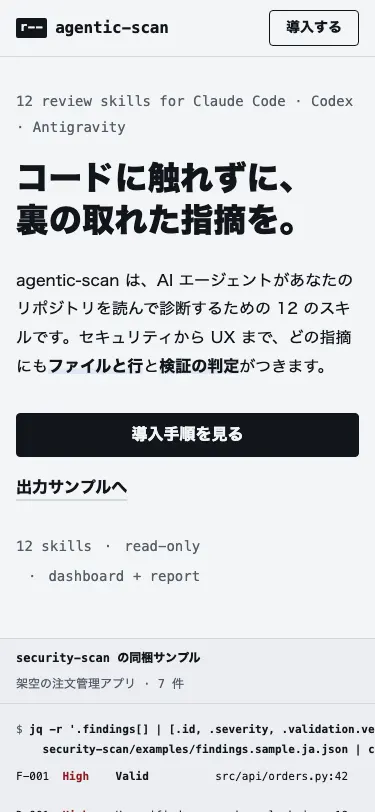 r-- agentic-scan
導入する
12 review skills for Claude Code · Codex
· Antigravity
コードに触れずに、
裏の取れた指摘を。
agentic-scan は、AI エージェントがあなたの
リポジトリを読んで診断するための 12 のスキ
ルです。セキュリティから UX まで、どの指摘
にもファイルと行と検証の判定がつきます。
導入手順を見る
出力サンプルへ
12 skills · read-only
· dashboard + report
security-scan の同梱サンプル
架空の注文管理アプリ · 7 件
$ jq -r '.findings[] | [.id, .severity, .validation.ve
security-scan/examples/findings.sample.ja.json | c
F-001 High Valid src/api/orders.py:42